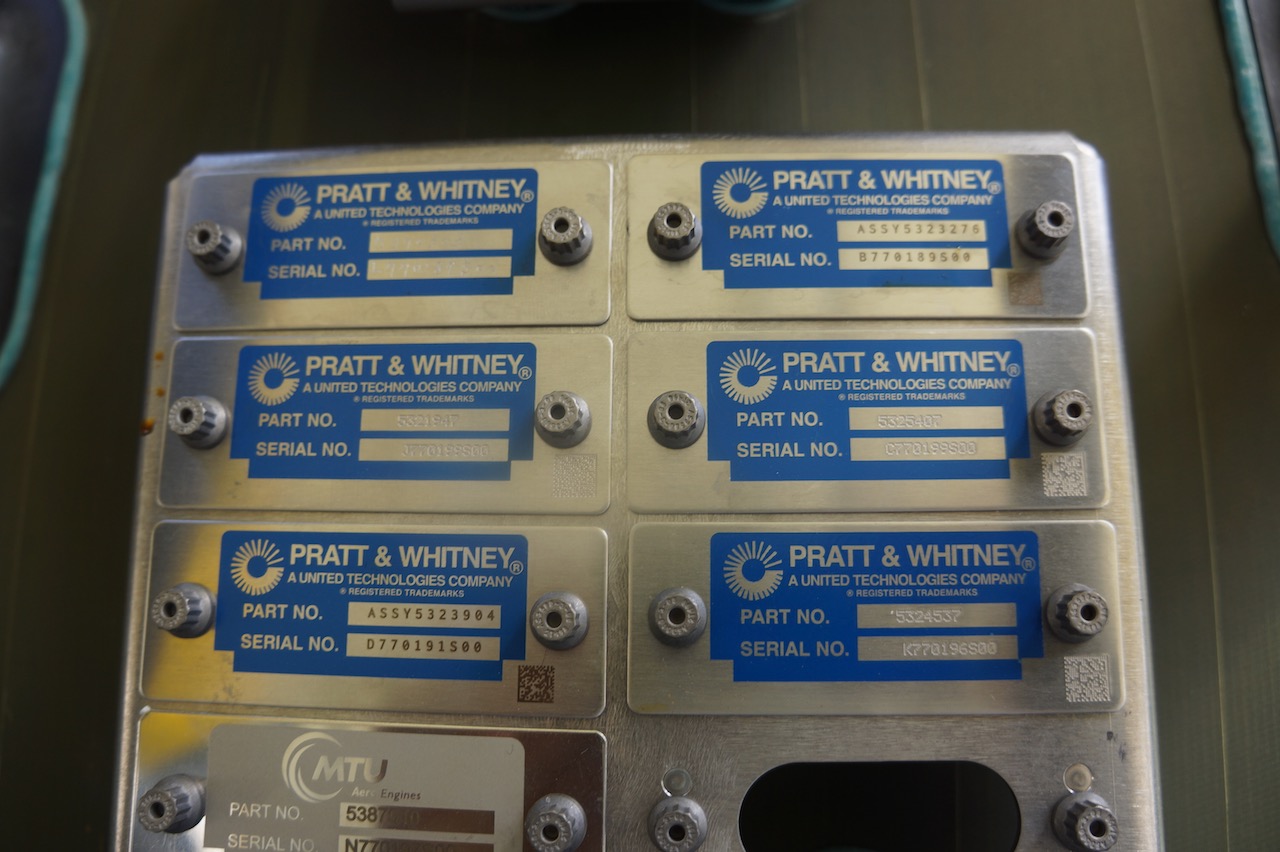 PRATT & WHITNEY®
A UNITED TECHNOLOGIES COMPANY
® REGISTERED TRADEMARKS
PART NO.
SERIAL NO.
PRATT & WHITNEY®
A UNITED TECHNOLOGIES COMPANY
® REGISTERED TRADEMARKS
PART NO. ASSY5323276
SERIAL NO. B770189S00
PRATT & WHITNEY®
A UNITED TECHNOLOGIES COMPANY
® REGISTERED TRADEMARKS
PART NO. 5321947
SERIAL NO.
PRATT & WHITNEY®
A UNITED TECHNOLOGIES COMPANY
® REGISTERED TRADEMARKS
PART NO. 5325407
SERIAL NO.
PRATT & WHITNEY®
A UNITED TECHNOLOGIES COMPANY
® REGISTERED TRADEMARKS
PART NO. ASSY5323904
SERIAL NO. D770191S00
PRATT & WHITNEY®
A UNITED TECHNOLOGIES COMPANY
® REGISTERED TRADEMARKS
PART NO. 5324537
SERIAL NO. K770196S00
MTU
Aero Engines
PART NO.
SERIAL NO.